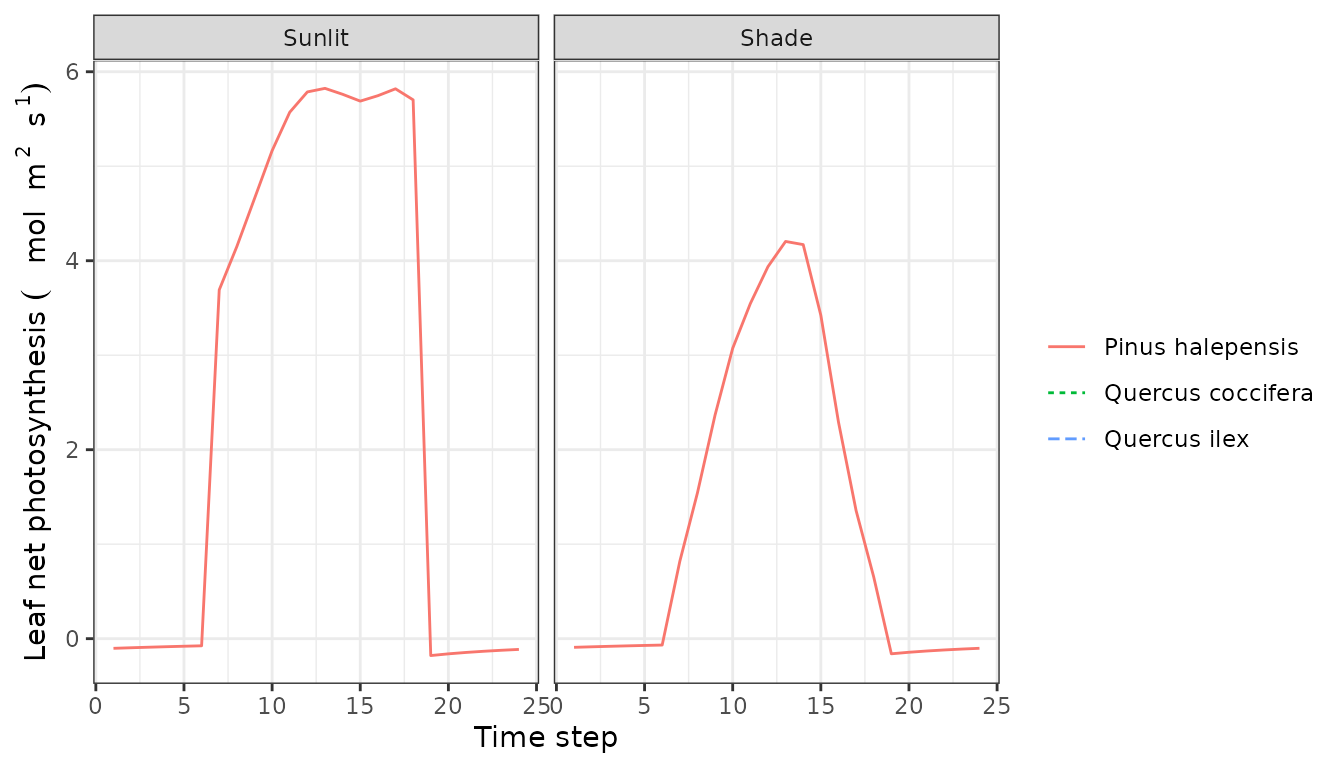 Sunlit
Shade
Leaf net photosynthesis ( mol m² s¹)
6
4
2
0
0 5 10 15 20 25
0 5 10 15 20 25
Time step
Pinus halepensis
Quercus coccifera
Quercus ilex